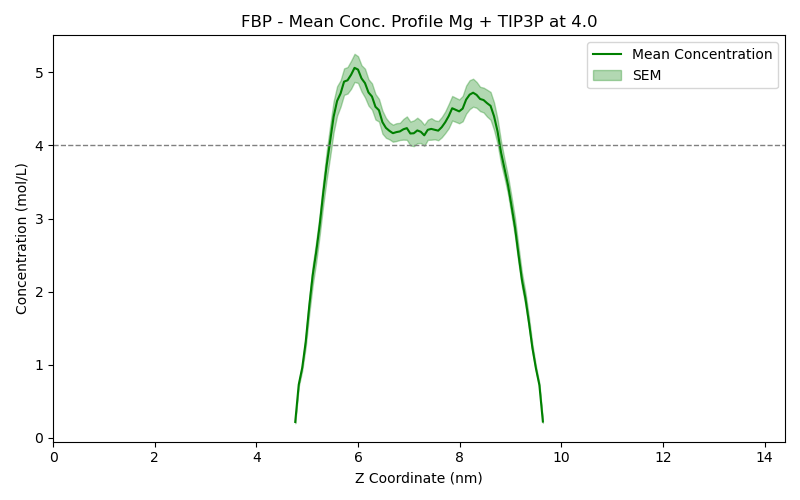 FBP - Mean Conc. Profile Mg + TIP3P at 4.0
Mean Concentration
SEM
Concentration (mol/L)
5
4
3
2
1
0
0 2 4 6 8 10 12 14
Z Coordinate (nm)